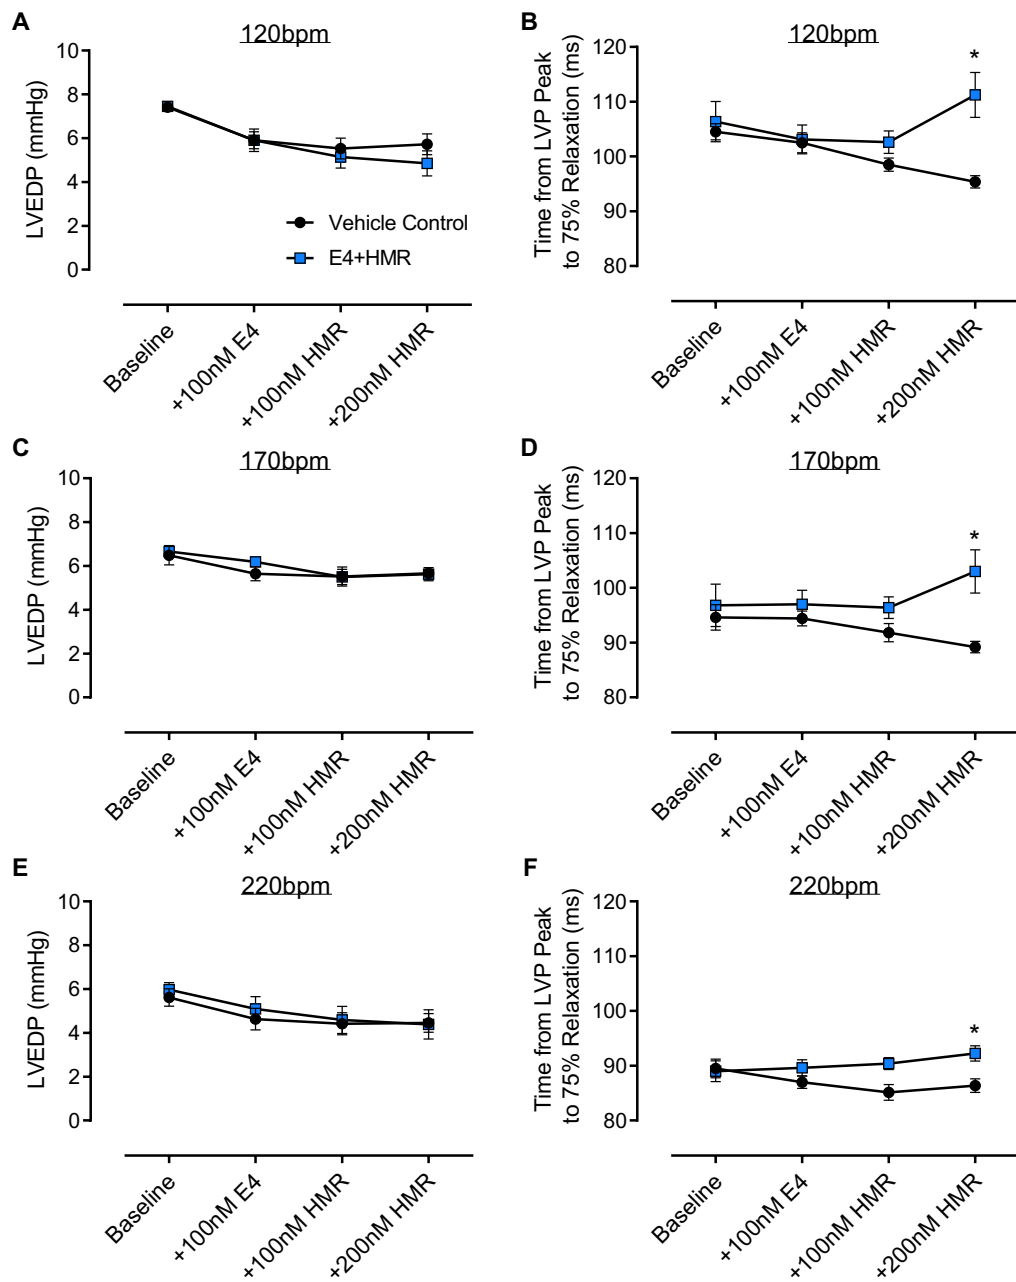 A
120bpm
LVEDP (mmHg)
10
8
6
4
2
0
Vehicle Control
E4+HMR
Baseline
+100nM E4
+100nM HMR
+200nM HMR
B
120bpm
Time from LVP Peak
to 75% Relaxation (ms)
120
110
100
90
80
*
Baseline
+100nM E4
+100nM HMR
+200nM HMR
C
170bpm
LVEDP (mmHg)
10
8
6
4
2
0
Baseline
+100nM E4
+100nM HMR
+200nM HMR
D
170bpm
Time from LVP Peak
to 75% Relaxation (ms)
120
110
100
90
80
*
Baseline
+100nM E4
+100nM HMR
+200nM HMR
E
220bpm
LVEDP (mmHg)
10
8
6
4
2
0
Baseline
+100nM E4
+100nM HMR
+200nM HMR
F
220bpm
Time from LVP Peak
to 75% Relaxation (ms)
120
110
100
90
80
*
Baseline
+100nM E4
+100nM HMR
+200nM HMR